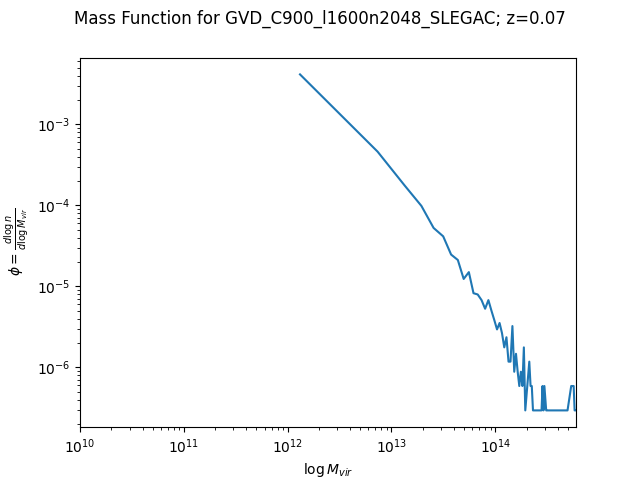 Mass Function for GVD_C900_l1600n2048_SLEGAC; z=0.07
10⁻³
10⁻⁴
10⁻⁵
10⁻⁶
ϕ = d log n / d log M_vir
10¹⁰ 10¹¹ 10¹² 10¹³ 10¹⁴
log M_vir